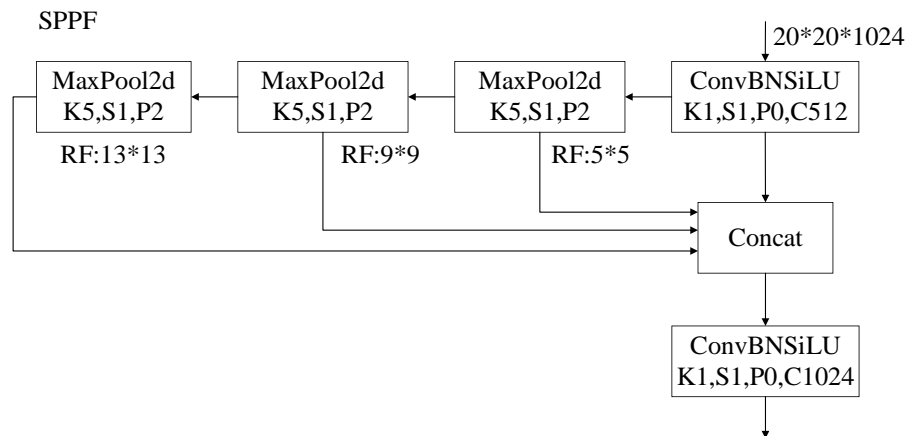 SPPF
20*20*1024
MaxPool2d
K5,S1,P2
MaxPool2d
K5,S1,P2
MaxPool2d
K5,S1,P2
ConvBNSiLU
K1,S1,P0,C512
RF:13*13
RF:9*9
RF:5*5
Concat
ConvBNSiLU
K1,S1,P0,C1024